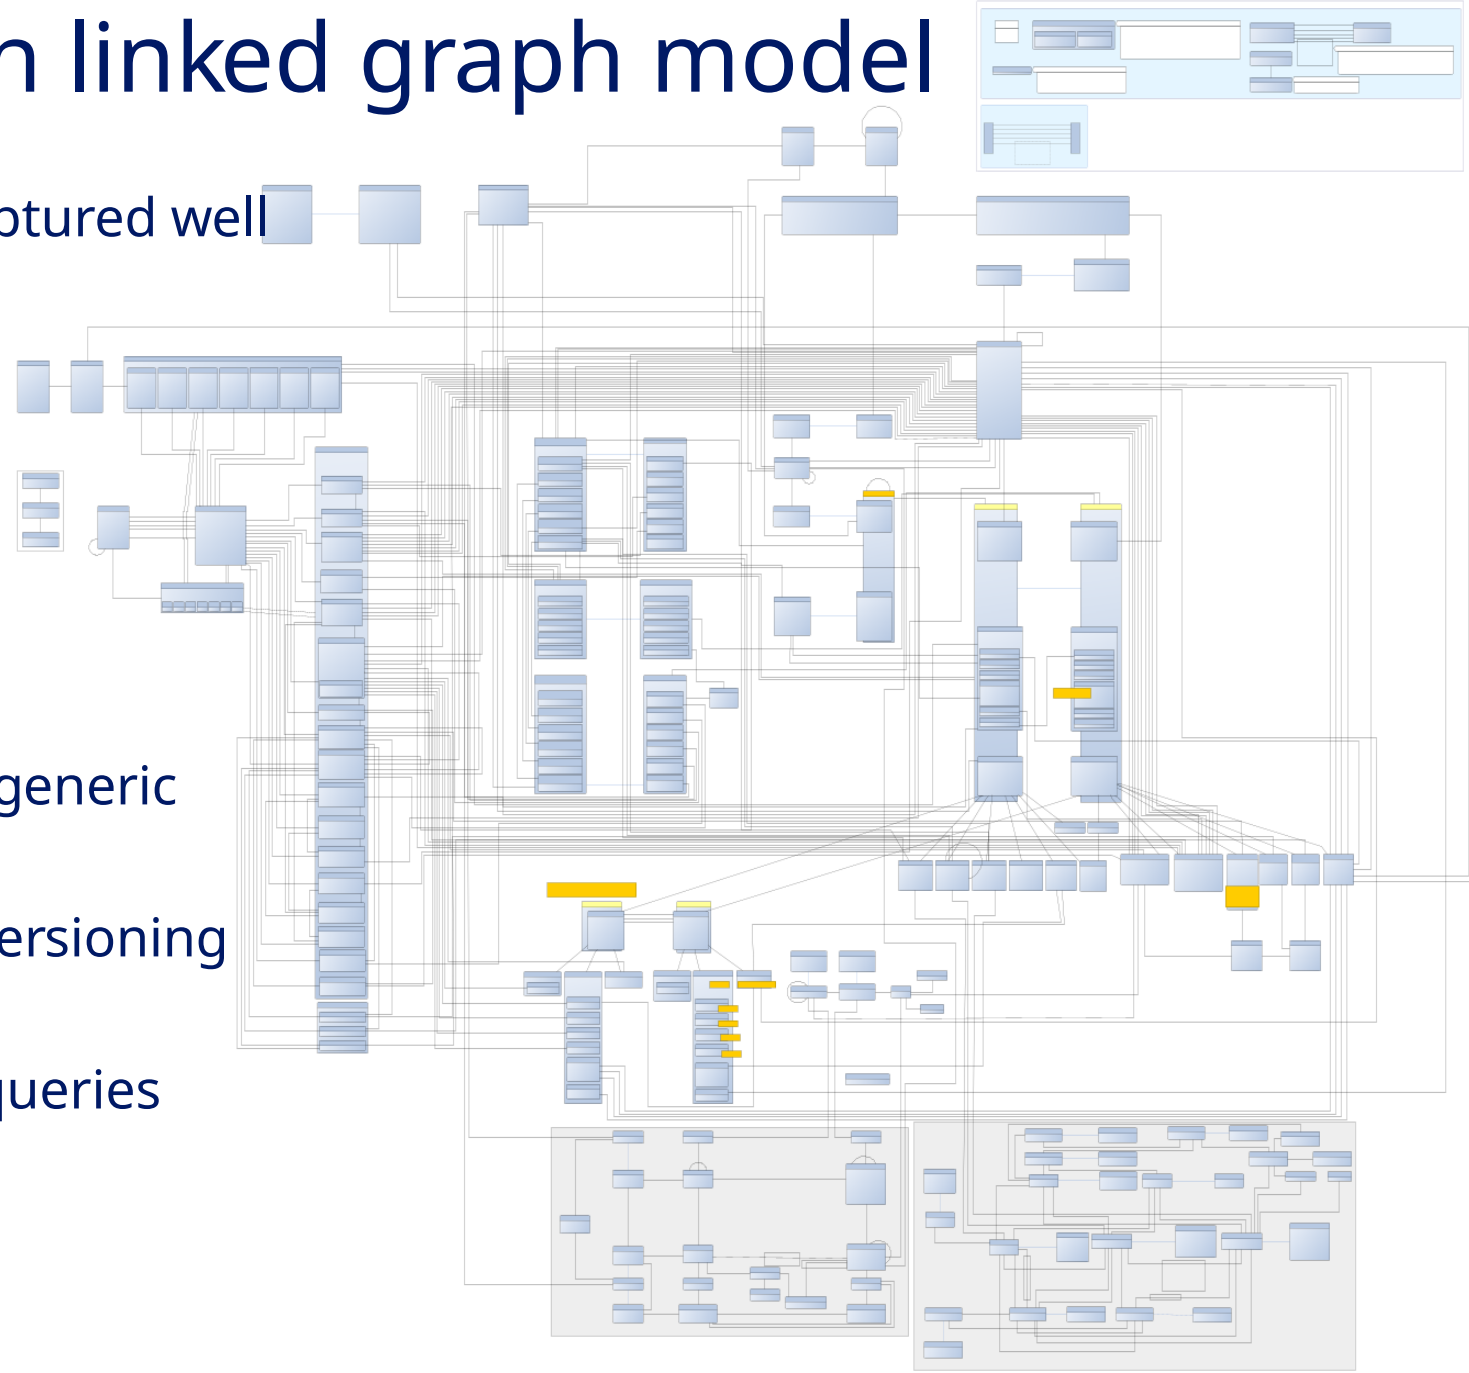 n linked graph model
ptured well
generic
ersioning
queries